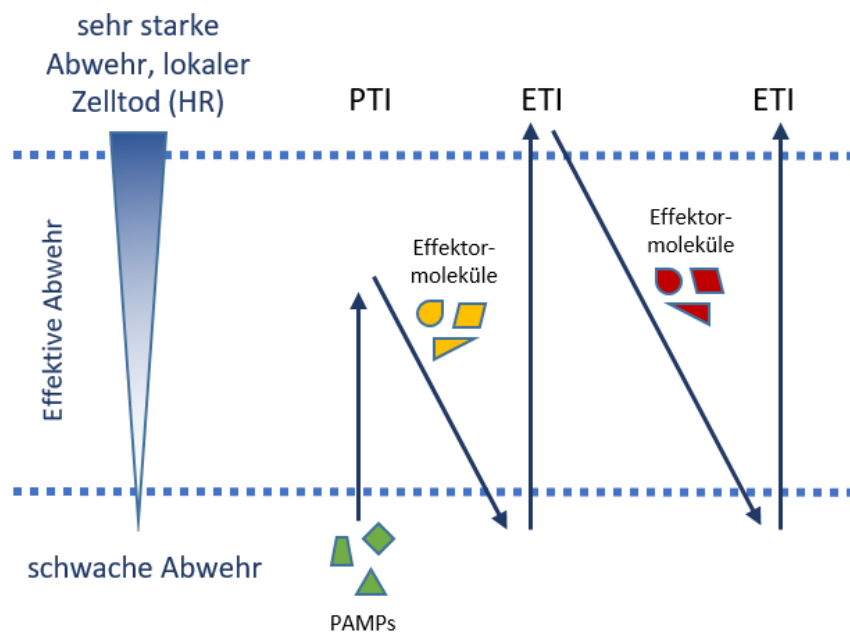 sehr starke
Abwehr, lokaler
Zelltod (HR)
PTI
ETI
ETI
Effektive Abwehr
Effektor-
moleküle
Effektor-
moleküle
schwache Abwehr
PAMPs